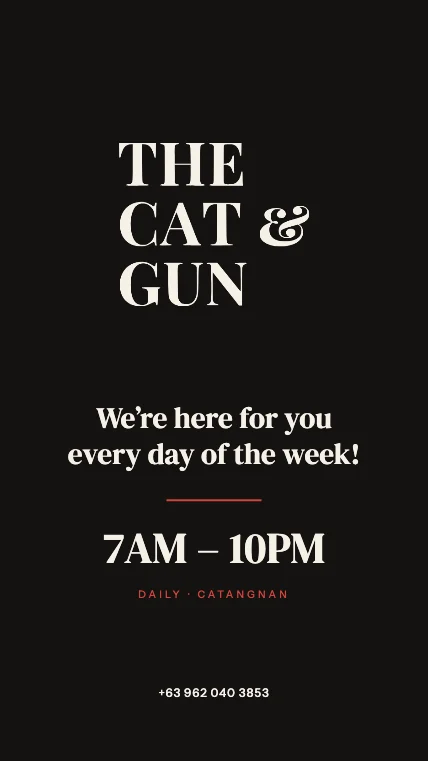 THE
CAT &
GUN
We’re here for you
every day of the week!
7AM – 10PM
DAILY · CATANGNAN
+63 962 040 3853